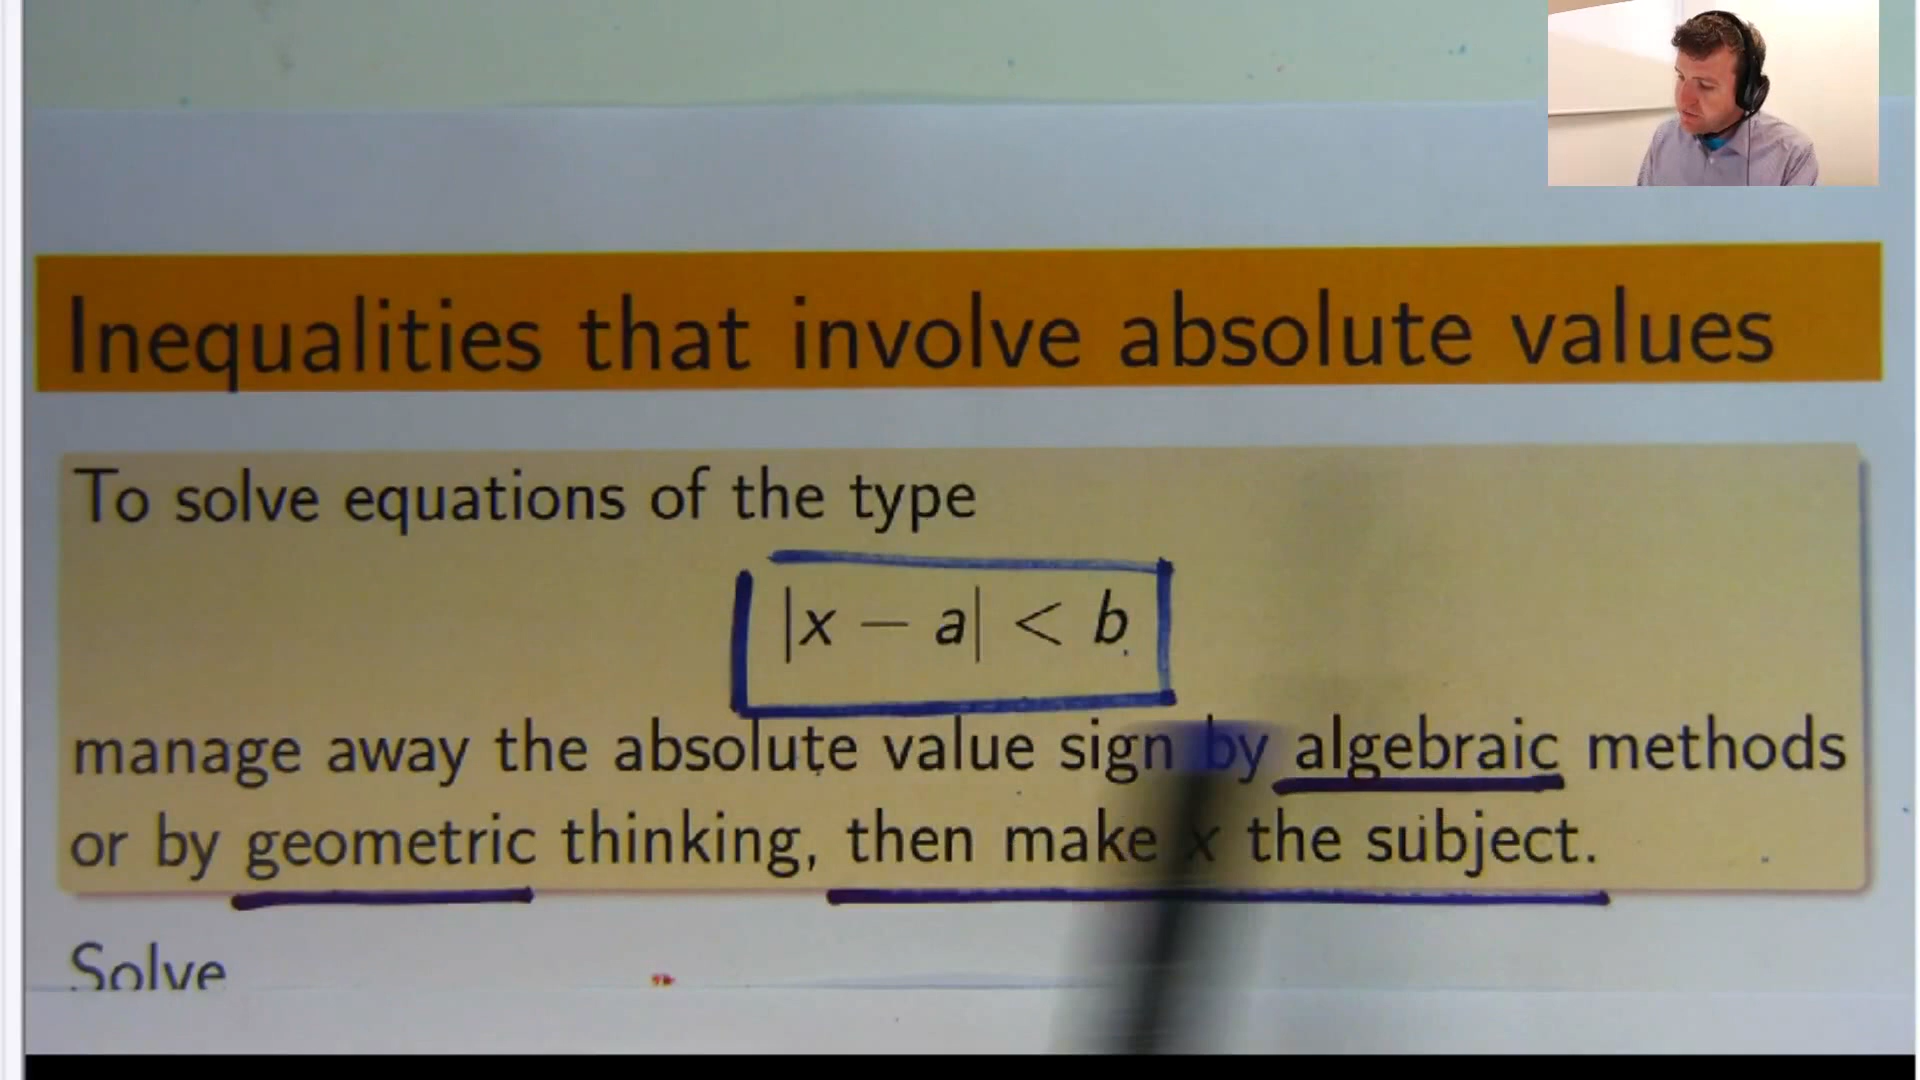 Inequalities that involve absolute values
To solve equations of the type
|x − a| < b
manage away the absolute value sign by algebraic methods
or by geometric thinking, then make x the subject.
Solve